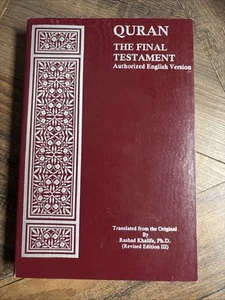 QURAN
THE FINAL
TESTAMENT
Authorized English Version
Translated from the Original
By
Rashad Khalifa, Ph.D.
(Revised Edition III)